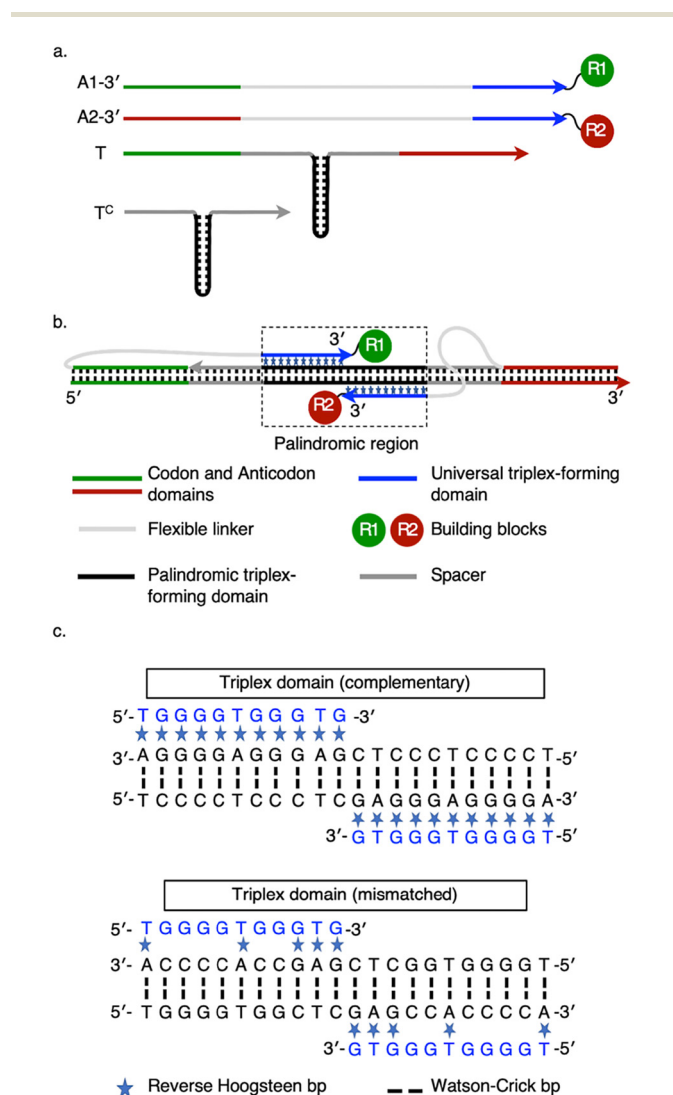 a.
A1-3′
R1
A2-3′
R2
T
Tᶜ
b.
3′
R1
5′
R2
3′
3′
Palindromic region
Codon and Anticodon domains
Universal triplex-forming domain
Flexible linker
R1 R2 Building blocks
Palindromic triplex-forming domain
Spacer
c.
Triplex domain (complementary)
5′-TGGGGTGGGTG-3′
3′-AGGGGAGGGAGCTCCCTCCCCT-5′
5′-TCCCCTCCCTCGAGGGAGGGGA-3′
3′-GTGGGTGGGGT-5′
Triplex domain (mismatched)
5′-TGGGGTGGGTG-3′
3′-ACCCCACCGAGCTCGGTGGGGT-5′
5′-TGGGGTGGCTCGAGCCACCCCA-3′
3′-GTGGGTGGGGT-5′
Reverse Hoogsteen bp
Watson-Crick bp